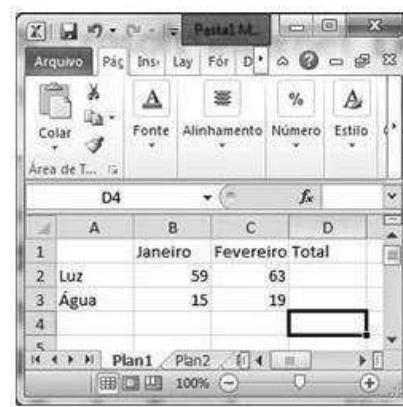 Pasta1 M...
Arquivo Pág Ins Lay Fór D
Colar Fonte Alinhamento Número Estilo
Área de T...
D4 fx
A B C D
1 Janeiro Fevereiro Total
2 Luz 59 63
3 Água 15 19
4
5
Plan1 Plan2
100%